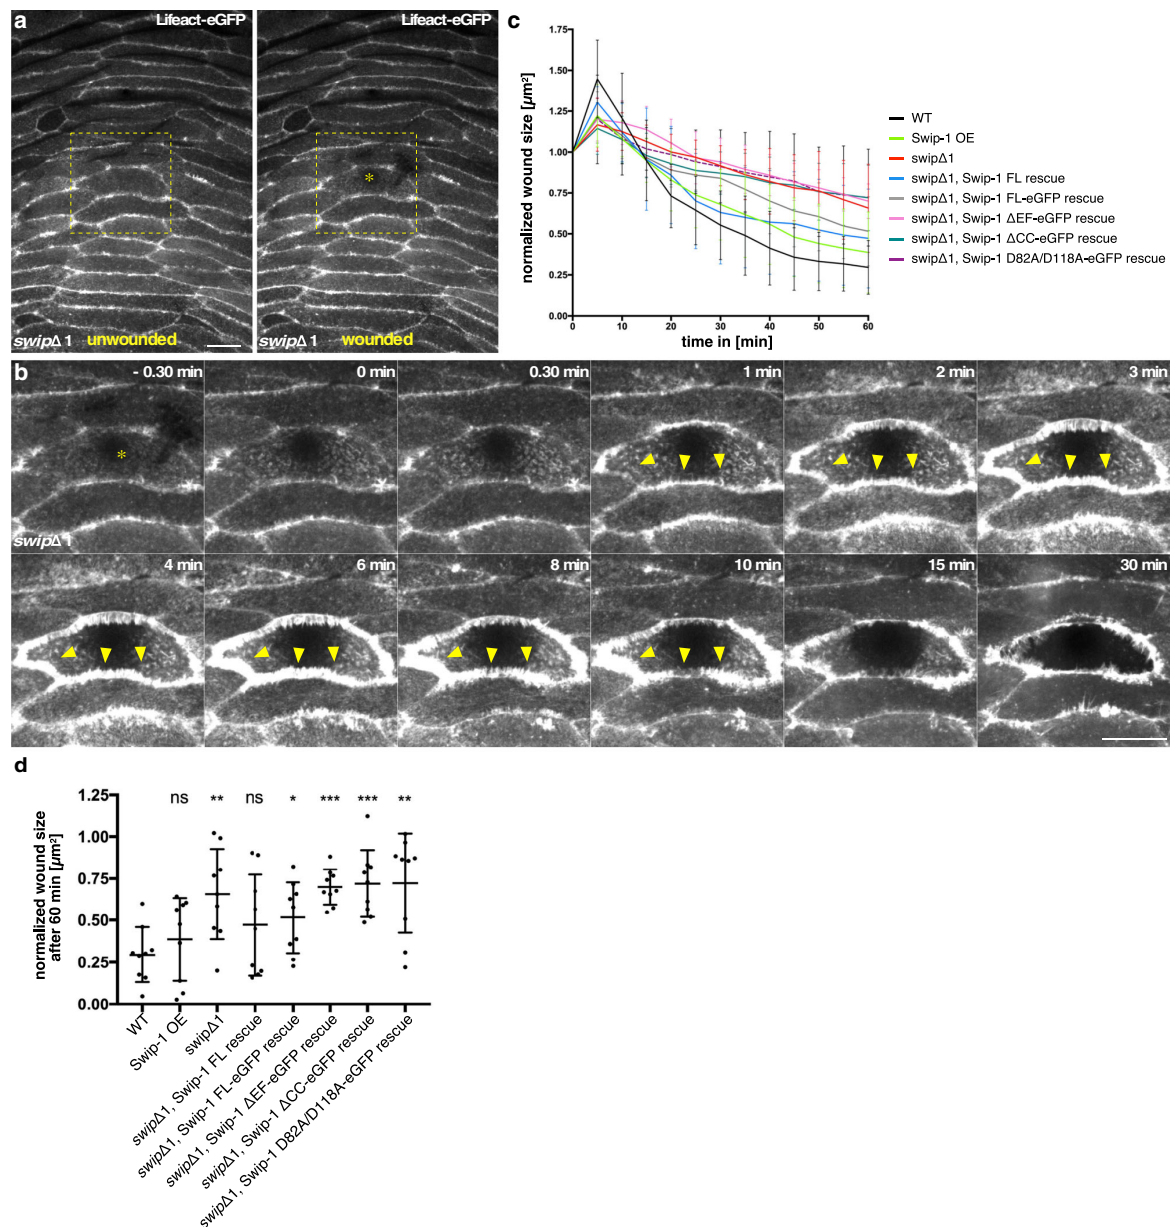 a
Lifeact-eGFP
Lifeact-eGFP
*
swipΔ1
unwounded
swipΔ1
wounded
c
normalized wound size [µm²]
1.75
1.50
1.25
1.00
0.75
0.50
0.25
0.00
0
10
20
30
40
50
60
time in [min]
WT
Swip-1 OE
swipΔ1
swipΔ1, Swip-1 FL rescue
swipΔ1, Swip-1 FL-eGFP rescue
swipΔ1, Swip-1 ΔEF-eGFP rescue
swipΔ1, Swip-1 ΔCC-eGFP rescue
swipΔ1, Swip-1 D82A/D118A-eGFP rescue
b
- 0.30 min
0 min
0.30 min
1 min
2 min
3 min
*
swipΔ1
4 min
6 min
8 min
10 min
15 min
30 min
d
normalized wound size
after 60 min [µm²]
1.25
1.00
0.75
0.50
0.25
0.00
ns
**
ns
*
***
***
**
WT
Swip-1 OE
swipΔ1
swipΔ1, Swip-1 FL rescue
swipΔ1, Swip-1 FL-eGFP rescue
swipΔ1, Swip-1 ΔEF-eGFP rescue
swipΔ1, Swip-1 ΔCC-eGFP rescue
swipΔ1, Swip-1 D82A/D118A-eGFP rescue